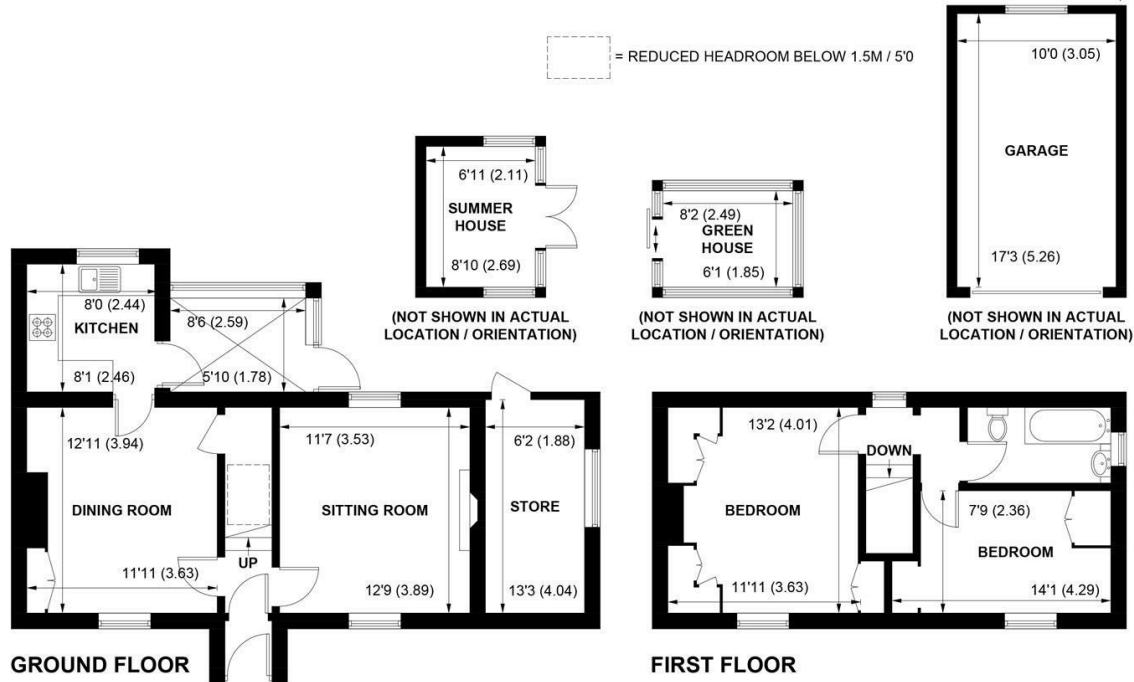 = REDUCED HEADROOM BELOW 1.5M / 5'0
10'0 (3.05)
GARAGE
17'3 (5.26)
(NOT SHOWN IN ACTUAL
LOCATION / ORIENTATION)
6'11 (2.11)
SUMMER
HOUSE
8'10 (2.69)
(NOT SHOWN IN ACTUAL
LOCATION / ORIENTATION)
8'2 (2.49)
GREEN
HOUSE
6'1 (1.85)
(NOT SHOWN IN ACTUAL
LOCATION / ORIENTATION)
8'0 (2.44)
KITCHEN
8'1 (2.46)
8'6 (2.59)
5'10 (1.78)
12'11 (3.94)
DINING ROOM
11'11 (3.63)
UP
11'7 (3.53)
SITTING ROOM
12'9 (3.89)
6'2 (1.88)
STORE
13'3 (4.04)
GROUND FLOOR
13'2 (4.01)
BEDROOM
11'11 (3.63)
DOWN
7'9 (2.36)
BEDROOM
14'1 (4.29)
FIRST FLOOR